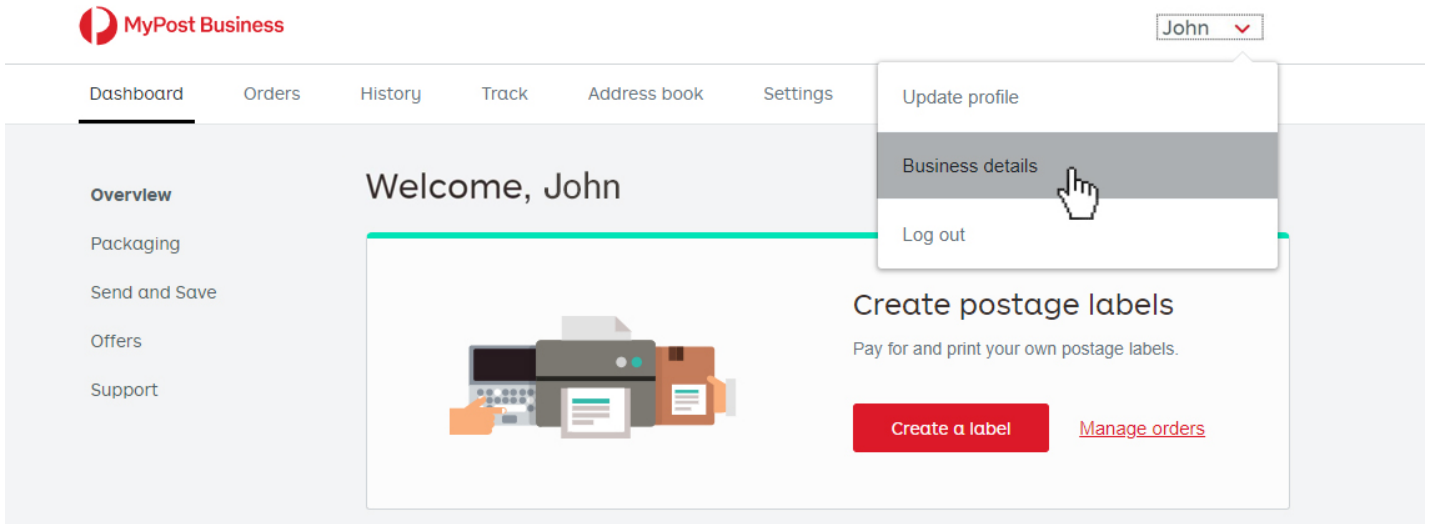 MyPost Business
John
Dashboard Orders History Track Address book Settings
Update profile
Business details
Log out
Overview
Packaging
Send and Save
Offers
Support
Welcome, John
Create postage labels
Pay for and print your own postage labels.
Create a label Manage orders